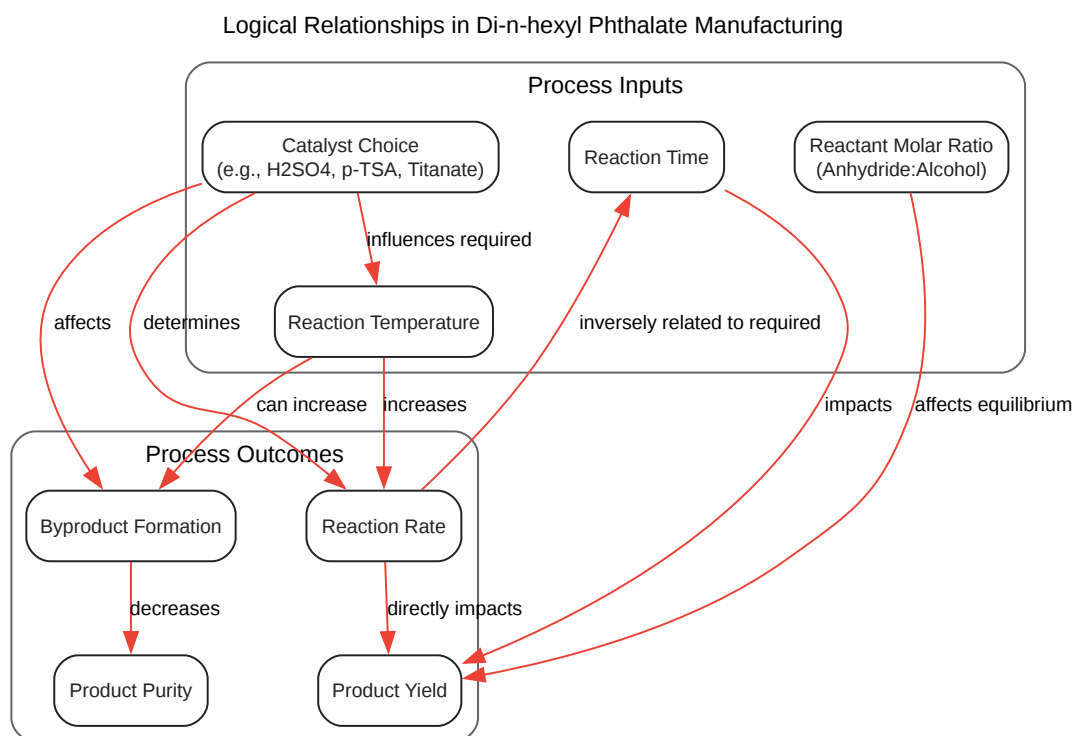 Logical Relationships in Di-n-hexyl Phthalate Manufacturing
Process Inputs
Catalyst Choice
(e.g., H2SO4, p-TSA, Titanate)
Reaction Time
Reactant Molar Ratio
(Anhydride:Alcohol)
influences required
affects
determines
Reaction Temperature
inversely related to required
can increase
increases
impacts
affects equilibrium
Process Outcomes
Byproduct Formation
Reaction Rate
decreases
directly impacts
Product Purity
Product Yield